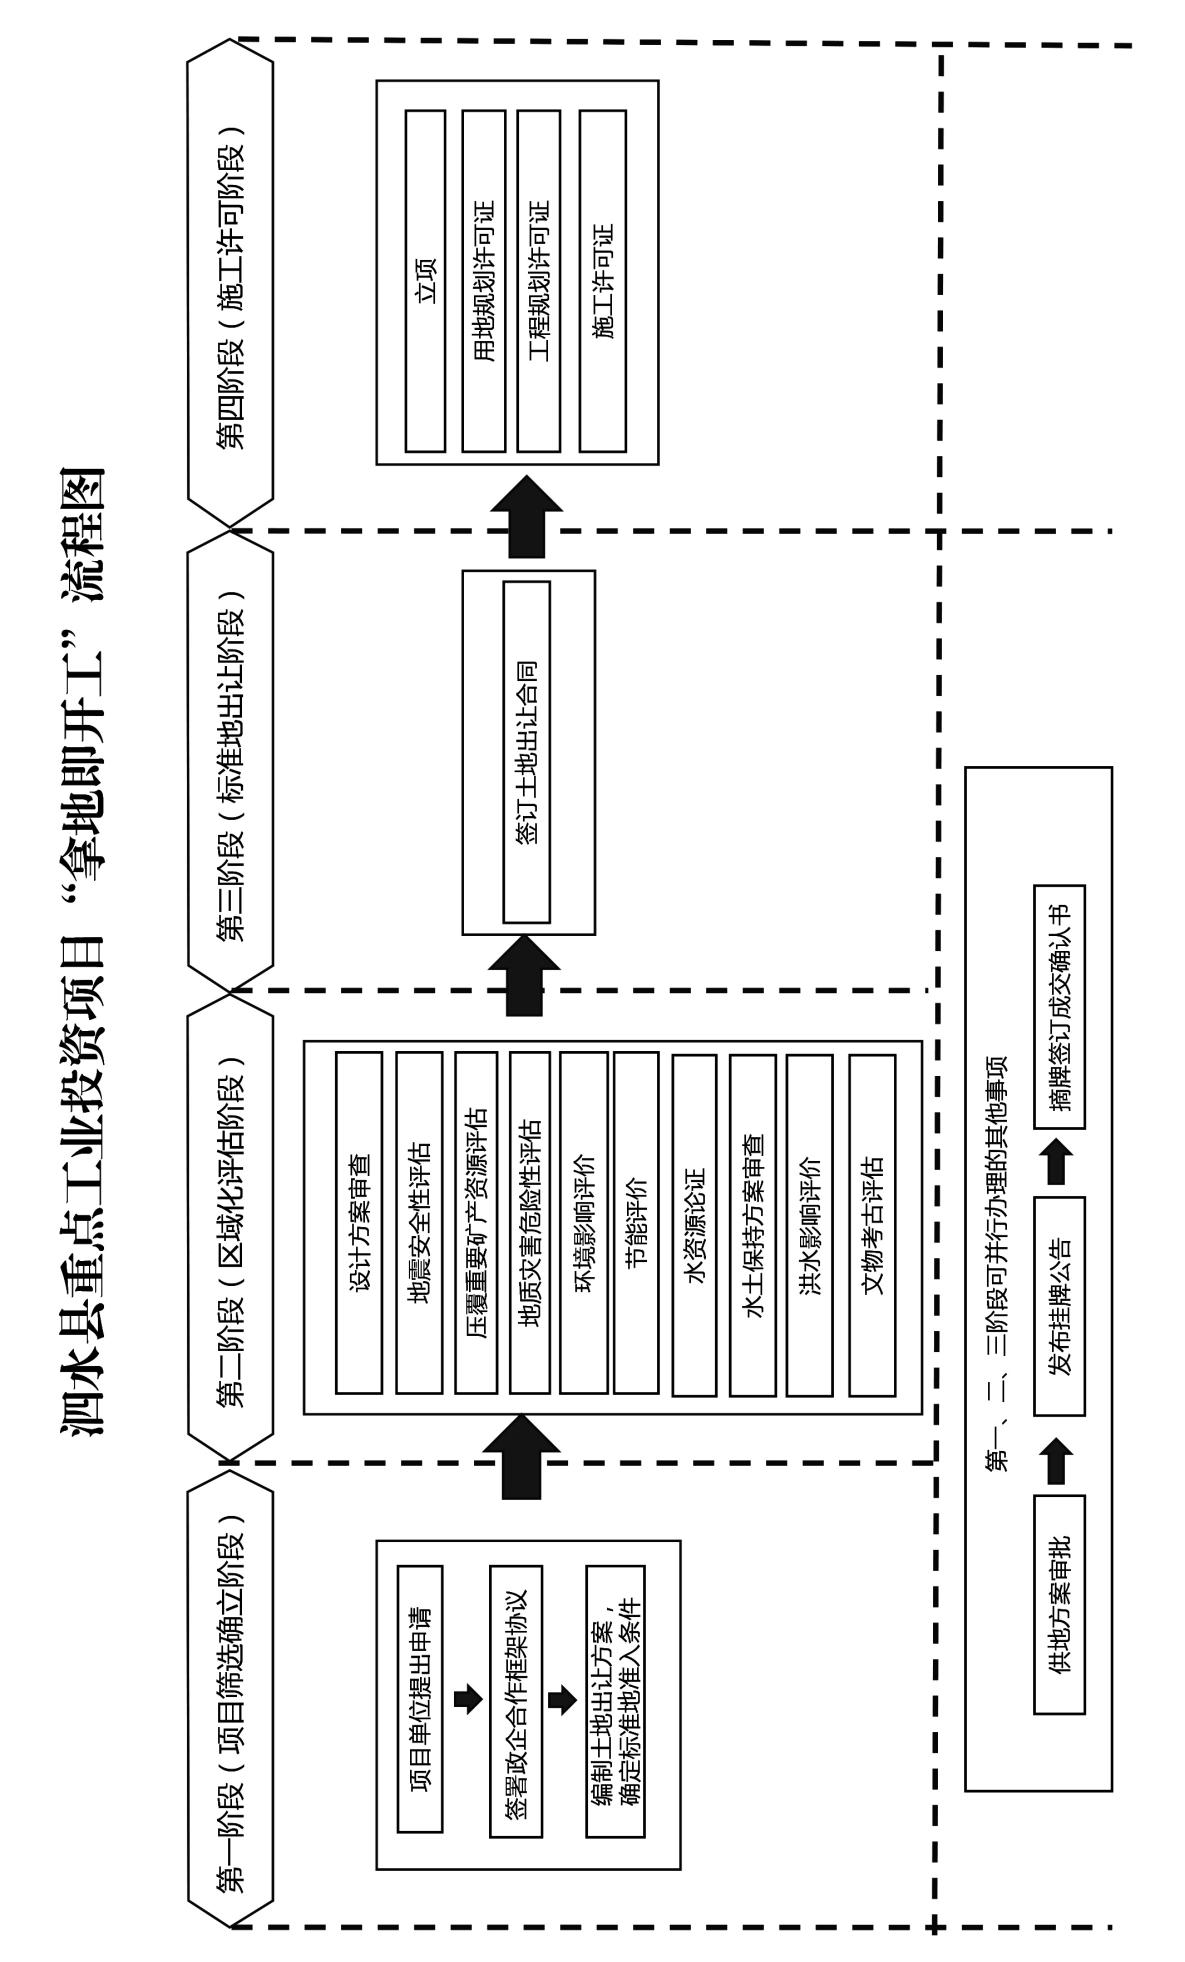 泗水县重点工业投资项目“拿地即开工”流程图
第一阶段（项目筛选确立阶段）
第二阶段（区域化评估阶段）
第三阶段（标准地出让阶段）
第四阶段（施工许可阶段）
项目单位提出申请
签署政企合作框架协议
编制土地出让方案，
确定标准地准入条件
设计方案审查
地震安全性评估
压覆重要矿产资源评估
地质灾害危险性评估
环境影响评价
节能评价
水资源论证
水土保持方案审查
洪水影响评价
文物考古评估
签订土地出让合同
立项
用地规划许可证
工程规划许可证
施工许可证
第一、二、三阶段可并行办理的其他事项
供地方案审批
发布挂牌公告
摘牌签订成交确认书